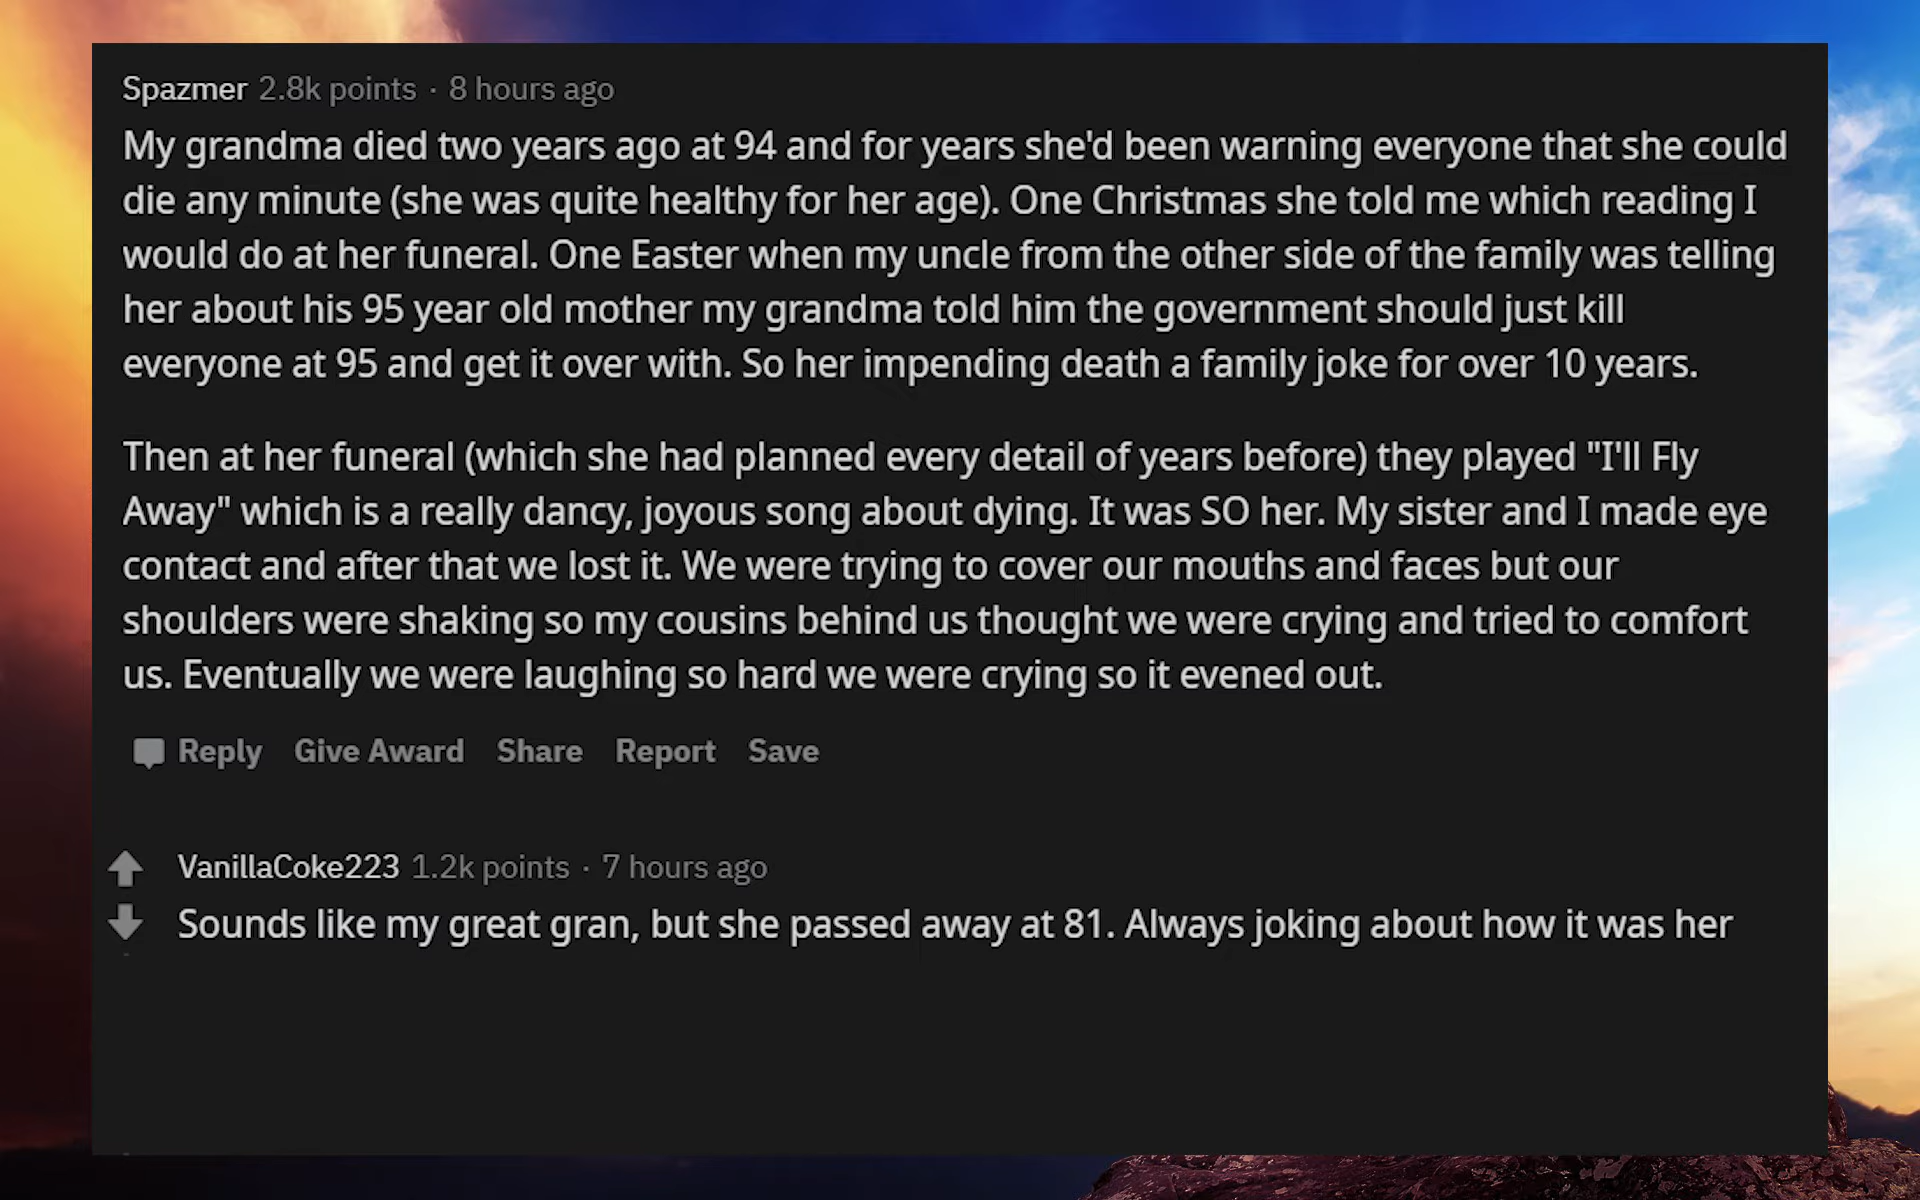 Spazmer 2.8k points · 8 hours ago
My grandma died two years ago at 94 and for years she'd been warning everyone that she could
die any minute (she was quite healthy for her age). One Christmas she told me which reading I
would do at her funeral. One Easter when my uncle from the other side of the family was telling
her about his 95 year old mother my grandma told him the government should just kill
everyone at 95 and get it over with. So her impending death a family joke for over 10 years.
Then at her funeral (which she had planned every detail of years before) they played "I'll Fly
Away" which is a really dancy, joyous song about dying. It was SO her. My sister and I made eye
contact and after that we lost it. We were trying to cover our mouths and faces but our
shoulders were shaking so my cousins behind us thought we were crying and tried to comfort
us. Eventually we were laughing so hard we were crying so it evened out.
Reply Give Award Share Report Save
VanillaCoke223 1.2k points · 7 hours ago
Sounds like my great gran, but she passed away at 81. Always joking about how it was her